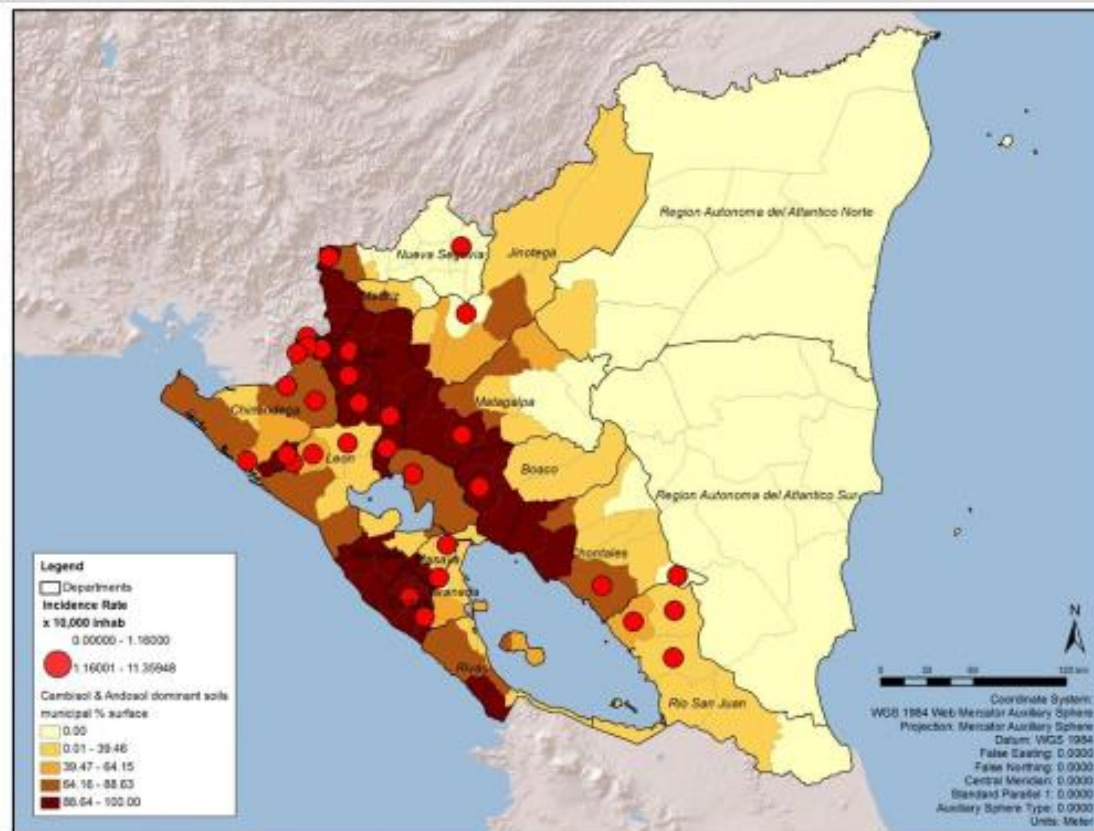 Region Autonoma del Atlantico Norte
Nueva Segovia
Jinotega
Madriz
Chinandega
Matagalpa
Leon
Boaco
Region Autonoma del Atlantico Sur
Chontales
Masaya
Granada
Rivas
Rio San Juan
Legend
Departments
Incidence Rate
x 10,000 inhab
0.00000 - 1.16000
1.16001 - 11.35948
Cambisol & Andosol dominant soils
municipal % surface
0.00
0.01 - 39.46
39.47 - 64.15
64.16 - 88.63
88.64 - 100.00
N
Coordinate System:
WGS 1984 Web Mercator Auxiliary Sphere
Projection: Mercator Auxiliary Sphere
Datum: WGS 1984
False Easting: 0.0000
False Northing: 0.0000
Central Meridian: 0.0000
Standard Parallel 1: 0.0000
Auxiliary Sphere Type: 0.0000
Units: Meter